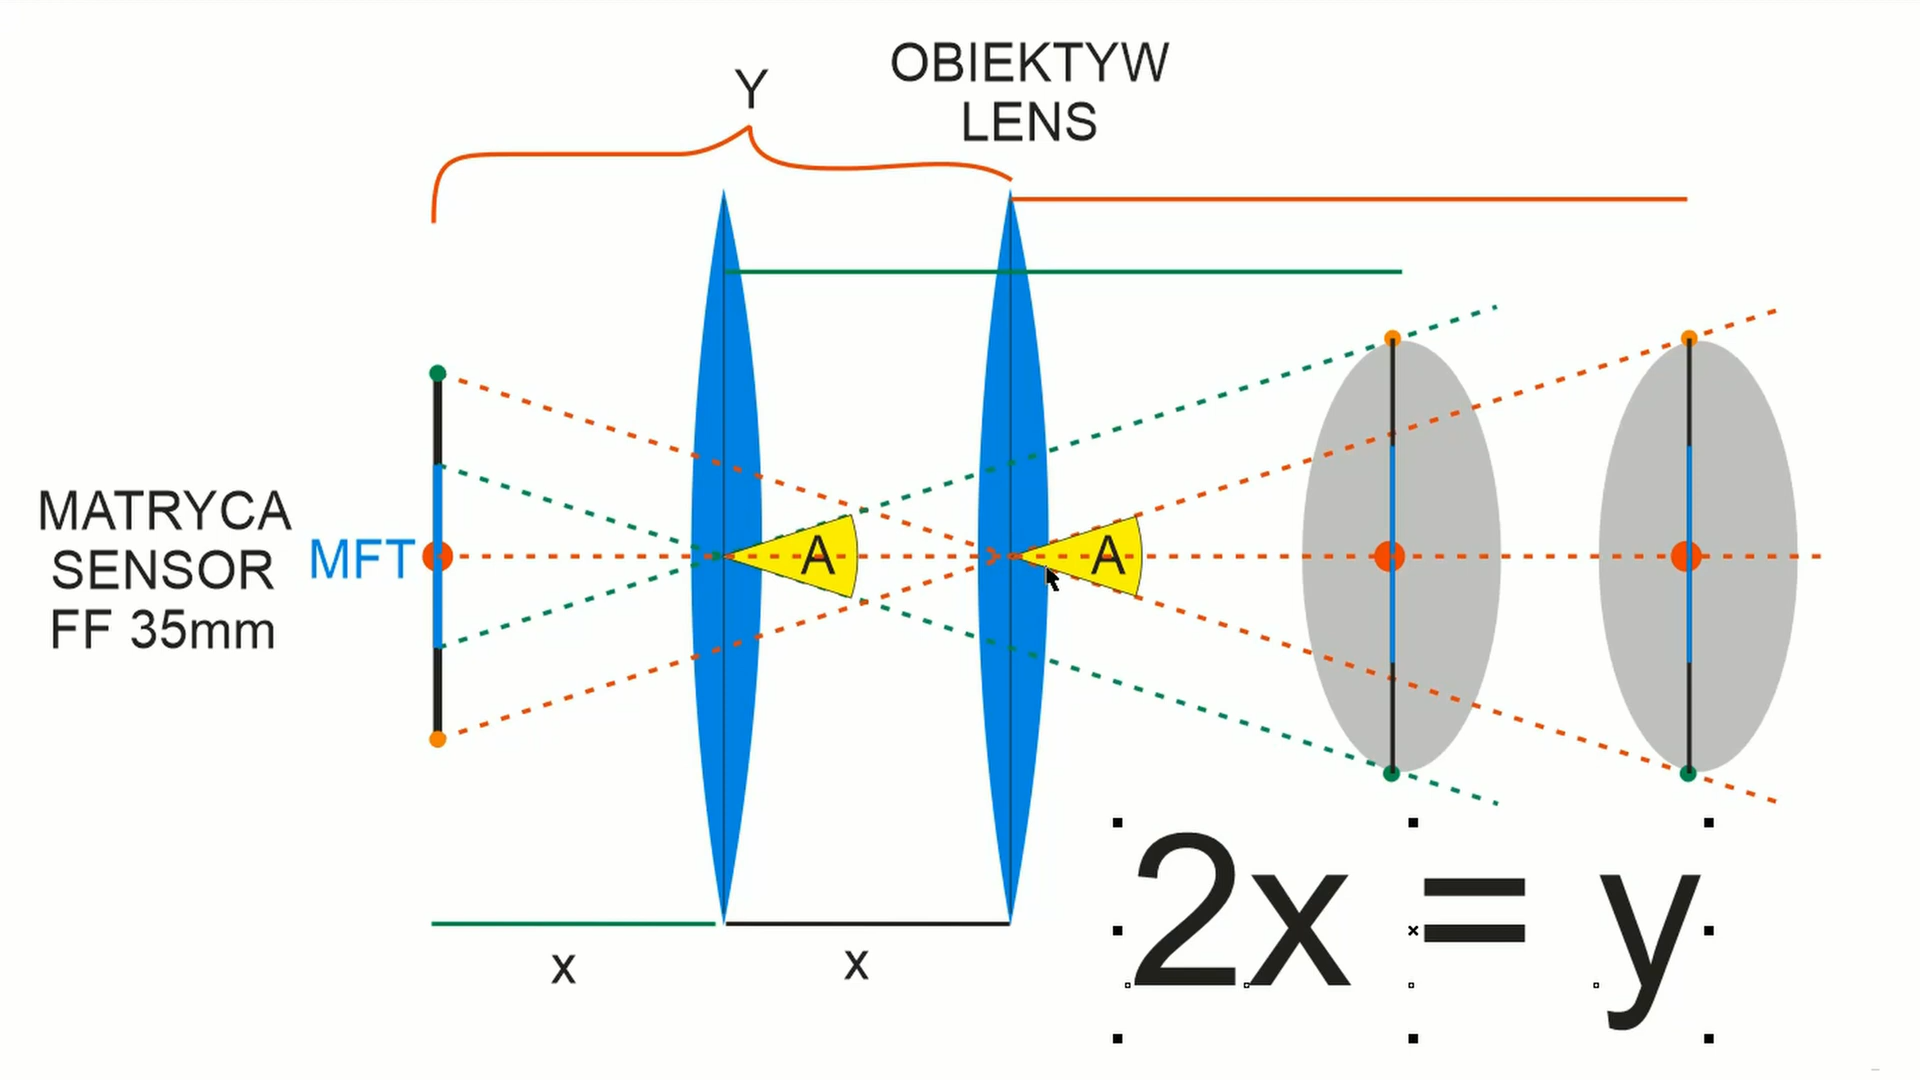 OBIEKTYW
LENS
Y
MATRYCA
SENSOR
FF 35mm
MFT
A
A
x
x
2x = y